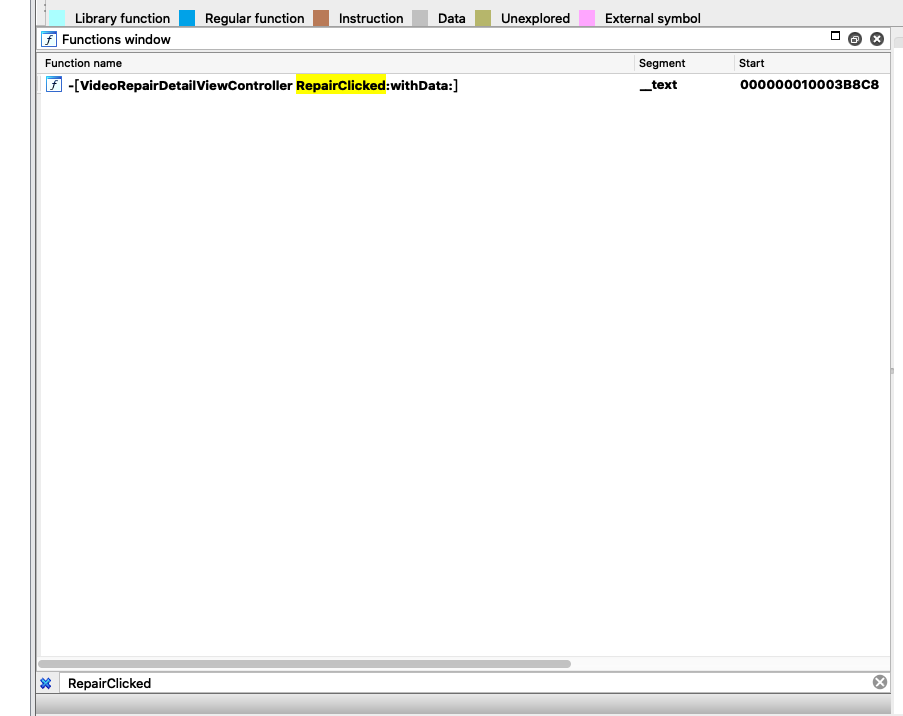 Library function Regular function Instruction Data Unexplored External symbol
f Functions window
Function name Segment Start
f -[VideoRepairDetailViewController RepairClicked:withData:] __text 000000010003B8C8
RepairClicked